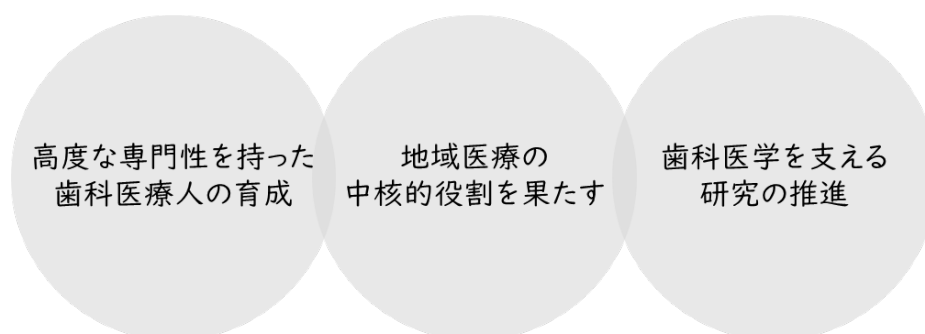 高度な専門性を持った
歯科医療人の育成
地域医療の
中核的役割を果たす
歯科医学を支える
研究の推進